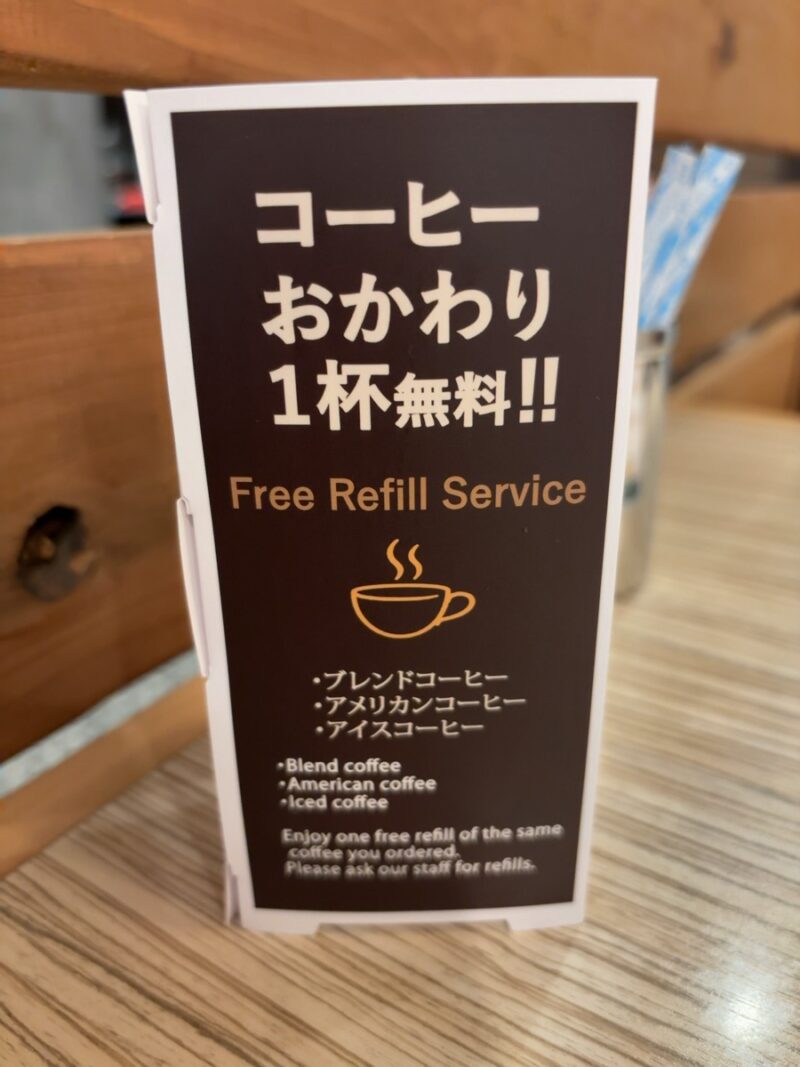 コーヒー
おかわり
1杯無料!!
Free Refill Service
・ブレンドコーヒー
・アメリカンコーヒー
・アイスコーヒー
・Blend coffee
・American coffee
・Iced coffee
Enjoy one free refill of the same
coffee you ordered.
Please ask our staff for refills.